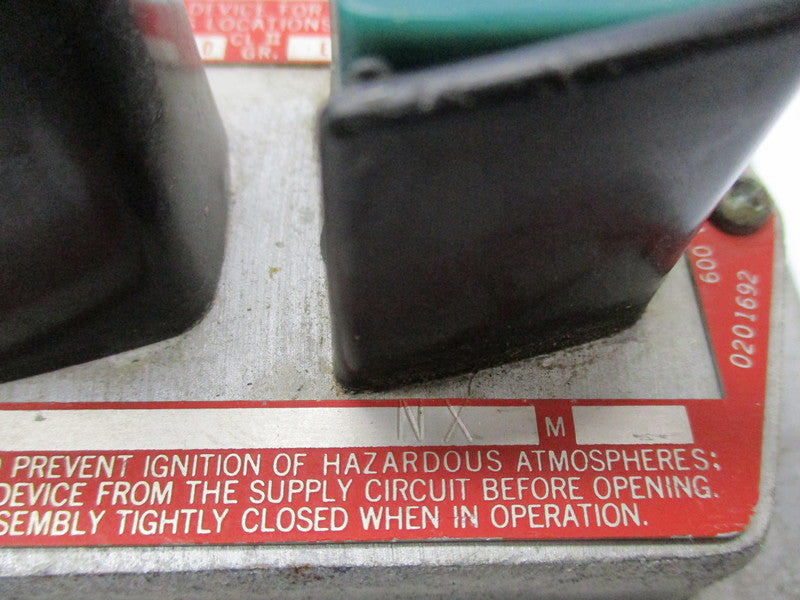 DEVICE FOR
LOCATIONS
CL II
GR.
600
0201692
NX M
PREVENT IGNITION OF HAZARDOUS ATMOSPHERES;
DEVICE FROM THE SUPPLY CIRCUIT BEFORE OPENING.
SEMBLY TIGHTLY CLOSED WHEN IN OPERATION.